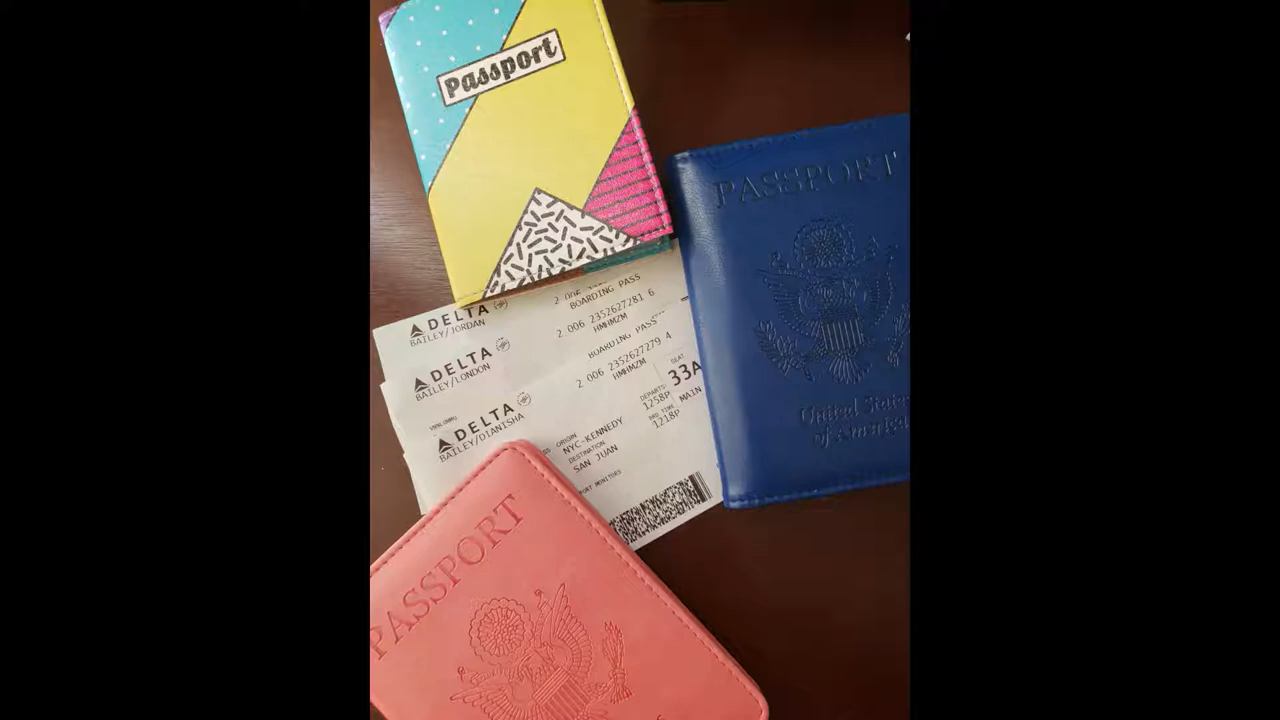 Passport
PASSPORT
United States
of America
DELTA
BAILEY/JORDAN
BOARDING PASS
2 006 2352627281 6
HMHMZM
DELTA
BAILEY/LONDON
BOARDING PASS
2 006 2352627279 4
HMHMZM
DELTA
BAILEY/DIANISHA
ORIGIN
NYC-KENNEDY
DESTINATION
SAN JUAN
DEPARTS
1258P
1218P
SEAT
33A
MAIN
PORT MONITORS
PASSPORT